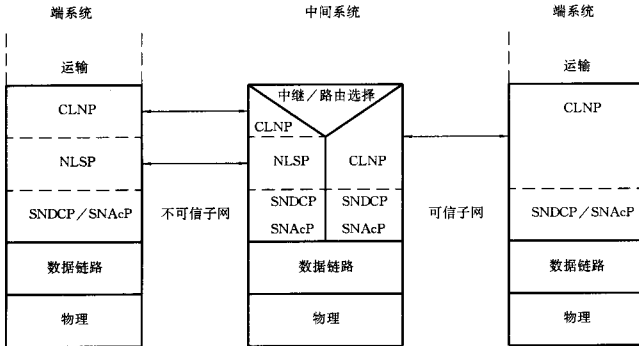 端系统
中间系统
端系统
运输
运输
中继／路由选择
CLNP
CLNP
CLNP
NLSP
NLSP
CLNP
SNDCP／SNAcP
不可信子网
SNDCP
SNAcP
SNDCP
SNAcP
可信子网
SNDCP／SNAcP
数据链路
数据链路
数据链路
物理
物理
物理